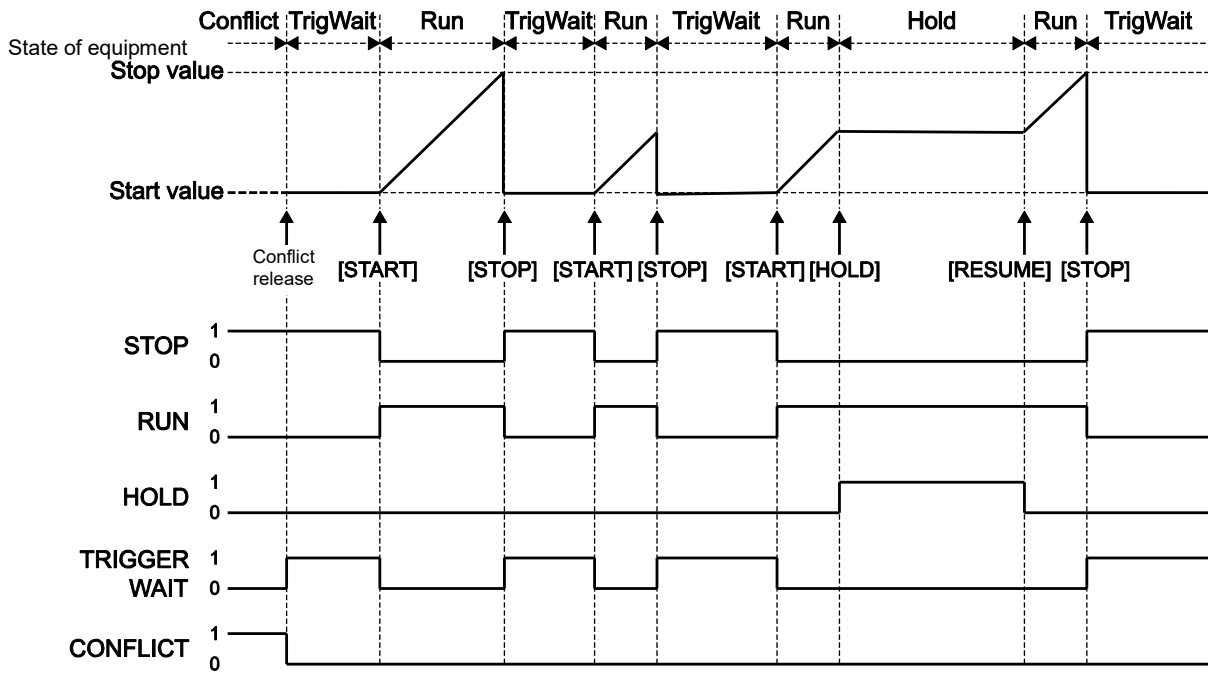 Conflict TrigWait Run TrigWait Run TrigWait Run Hold Run TrigWait
State of equipment
Stop value
Start value
Conflict
release
[START] [STOP] [START] [STOP] [START] [HOLD] [RESUME] [STOP]
STOP 1
0
RUN 1
0
HOLD 1
0
TRIGGER 1
WAIT 0
CONFLICT 1
0